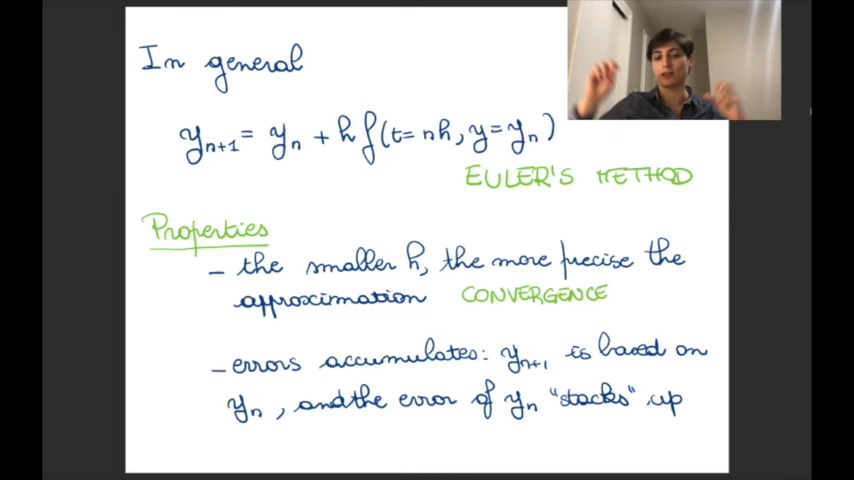 In general
yn+1 = yn + h f(t= nh, y= yn)
EULER'S METHOD
Properties
- the smaller h, the more precise the
approximation CONVERGENCE
- errors accumulates: yn+1 is based on
yn, and the error of yn "stacks" up